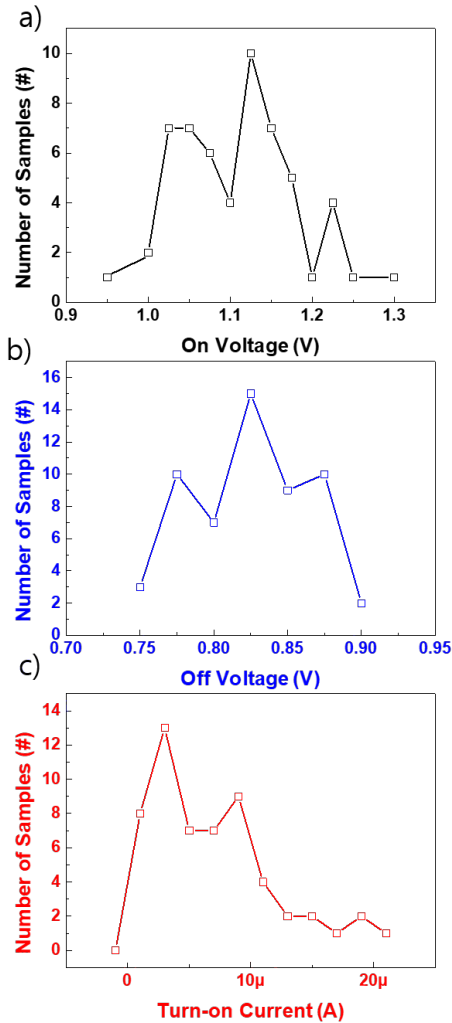 a)
10
8
6
4
2
0
Number of Samples (#)
0.9 1.0 1.1 1.2 1.3
On Voltage (V)
b)
16
14
12
10
8
6
4
2
0
Number of Samples (#)
0.70 0.75 0.80 0.85 0.90 0.95
Off Voltage (V)
c)
14
12
10
8
6
4
2
0
Number of Samples (#)
0 10μ 20μ
Turn-on Current (A)